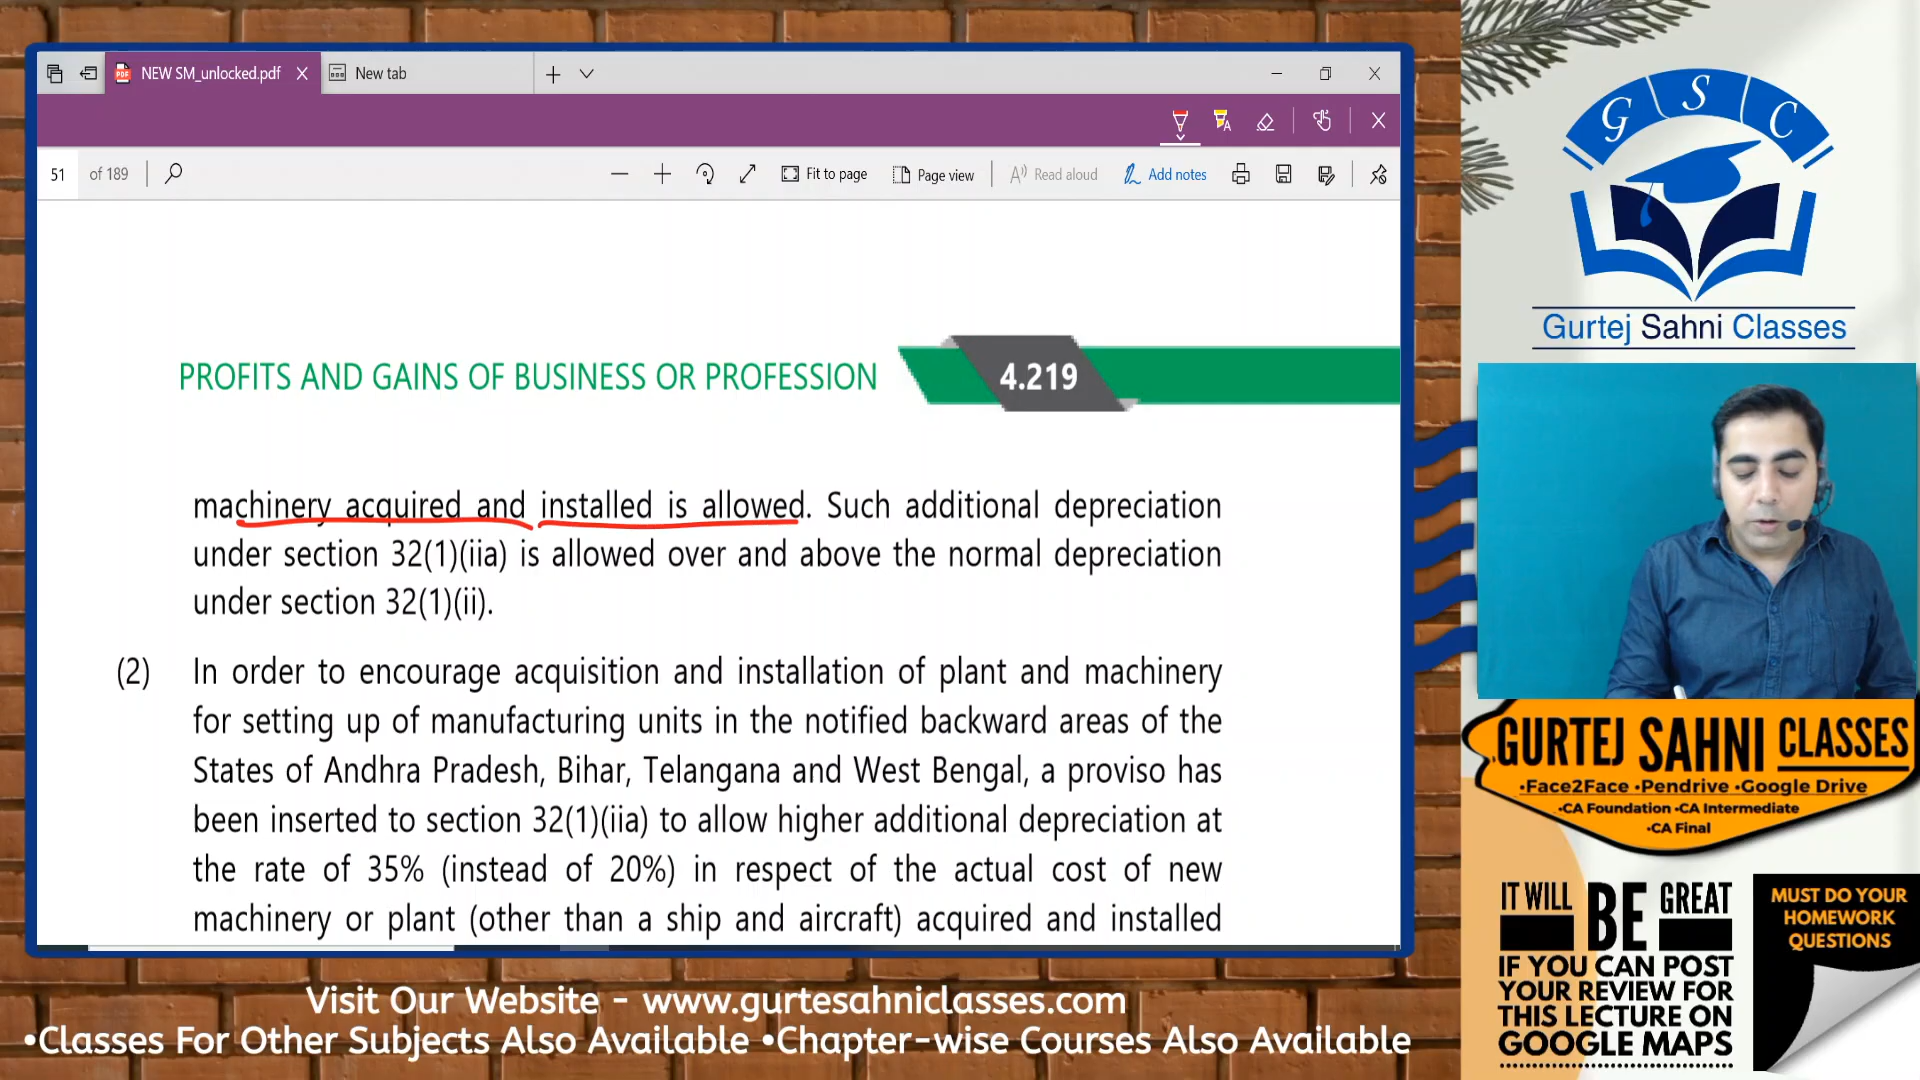 NEW SM_unlocked.pdf
New tab
51 of 189
Fit to page
Page view
Read aloud
Add notes
PROFITS AND GAINS OF BUSINESS OR PROFESSION
4.219
machinery acquired and installed is allowed. Such additional depreciation
under section 32(1)(iia) is allowed over and above the normal depreciation
under section 32(1)(ii).
(2) In order to encourage acquisition and installation of plant and machinery
for setting up of manufacturing units in the notified backward areas of the
States of Andhra Pradesh, Bihar, Telangana and West Bengal, a proviso has
been inserted to section 32(1)(iia) to allow higher additional depreciation at
the rate of 35% (instead of 20%) in respect of the actual cost of new
machinery or plant (other than a ship and aircraft) acquired and installed
G S C
Gurtej Sahni Classes
GURTEJ SAHNI CLASSES
•Face2Face •Pendrive •Google Drive
•CA Foundation •CA Intermediate
•CA Final
IT WILL BE GREAT
IF YOU CAN POST
YOUR REVIEW FOR
THIS LECTURE ON
GOOGLE MAPS
MUST DO YOUR
HOMEWORK
QUESTIONS
Visit Our Website - www.gurtesahniclasses.com
•Classes For Other Subjects Also Available •Chapter-wise Courses Also Available